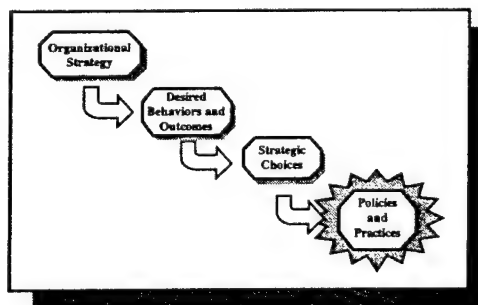 Organizational
Strategy
Desired
Behaviors and
Outcomes
Strategic
Choices
Policies
and
Practices